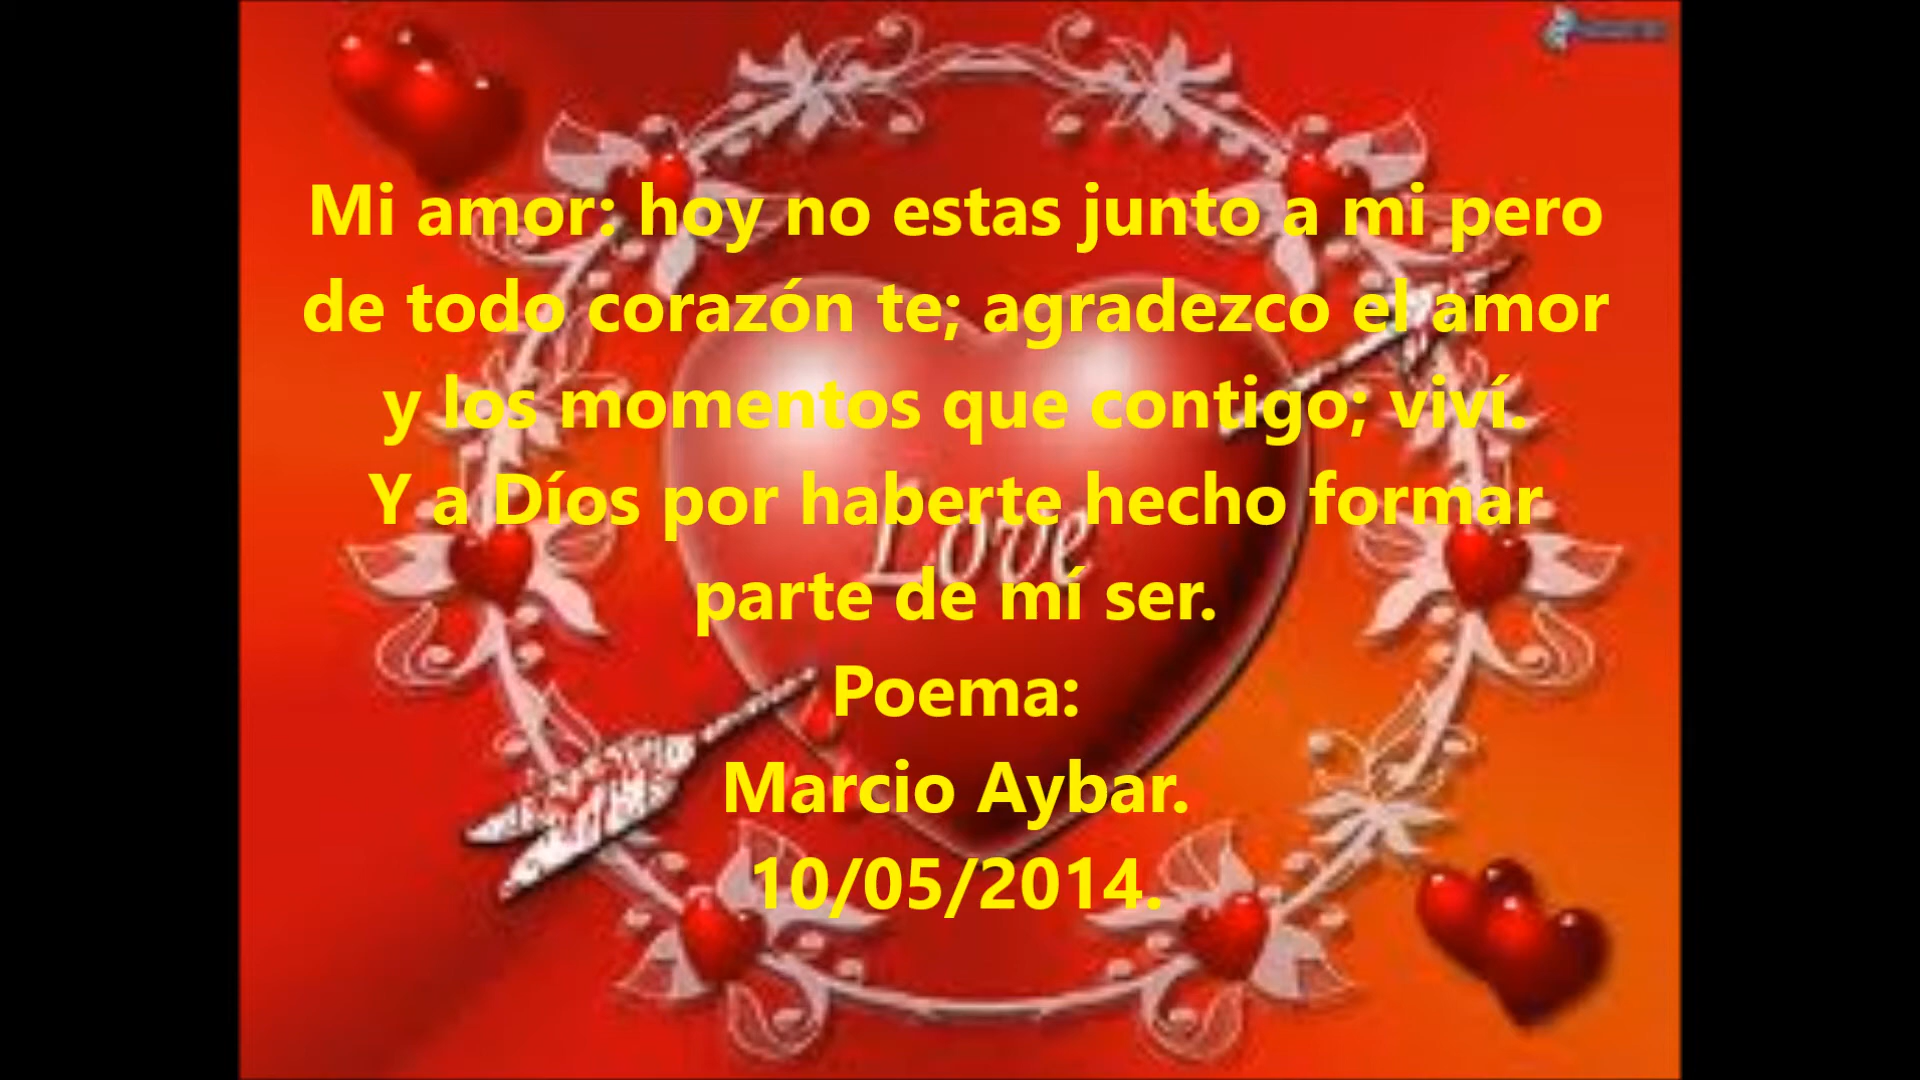 Mi amor: hoy no estas junto a mi pero
de todo corazón te; agradezco el amor
y los momentos que contigo; viví.
Y a Díos por haberte hecho formar
Love
parte de mí ser.
Poema:
Marcio Aybar.
10/05/2014.